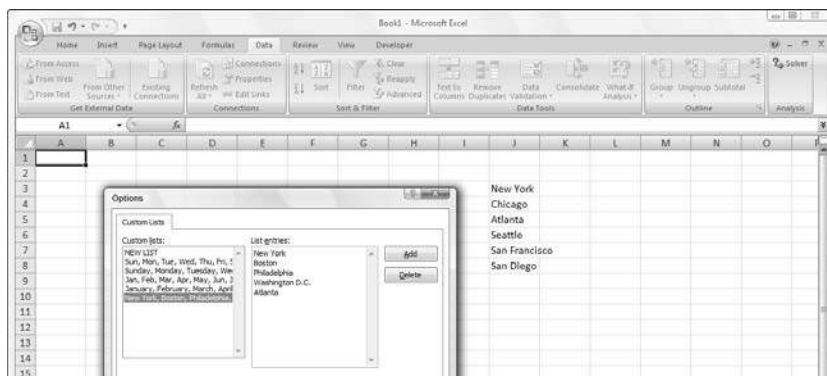 Book1 - Microsoft Excel
Home Insert Page Layout Formulas Data Review View Developer
From Access
From Web
From Text
From Other Sources
Existing Connections
Get External Data
Refresh All
Connections
Properties
Edit Links
Connections
Sort
Filter
Clear
Reapply
Advanced
Sort & Filter
Text to Columns
Remove Duplicates
Data Validation
Consolidate
What-If Analysis
Data Tools
Group
Ungroup
Subtotal
Outline
Solver
Analysis
A1 fx
A B C D E F G H I J K L M N O
1
2
3 New York
4 Chicago
5 Atlanta
6 Seattle
7 San Francisco
8 San Diego
9
10
11
12
13
14
15
Options
Custom Lists
Custom lists:
NEW LIST
Sun, Mon, Tue, Wed, Thu, Fri, S
Sunday, Monday, Tuesday, We
Jan, Feb, Mar, Apr, May, Jun, J
January, February, March, April
New York, Boston, Philadelphia,
List entries:
New York
Boston
Philadelphia
Washington D.C.
Atlanta
Add
Delete